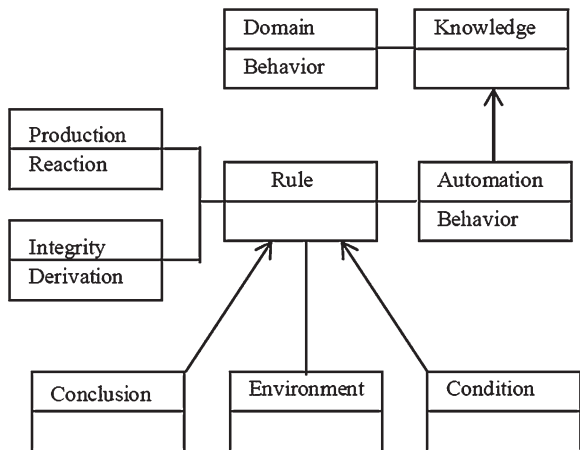 Domain
Behavior
Knowledge
Production
Reaction
Rule
Automation
Behavior
Integrity
Derivation
Conclusion
Environment
Condition